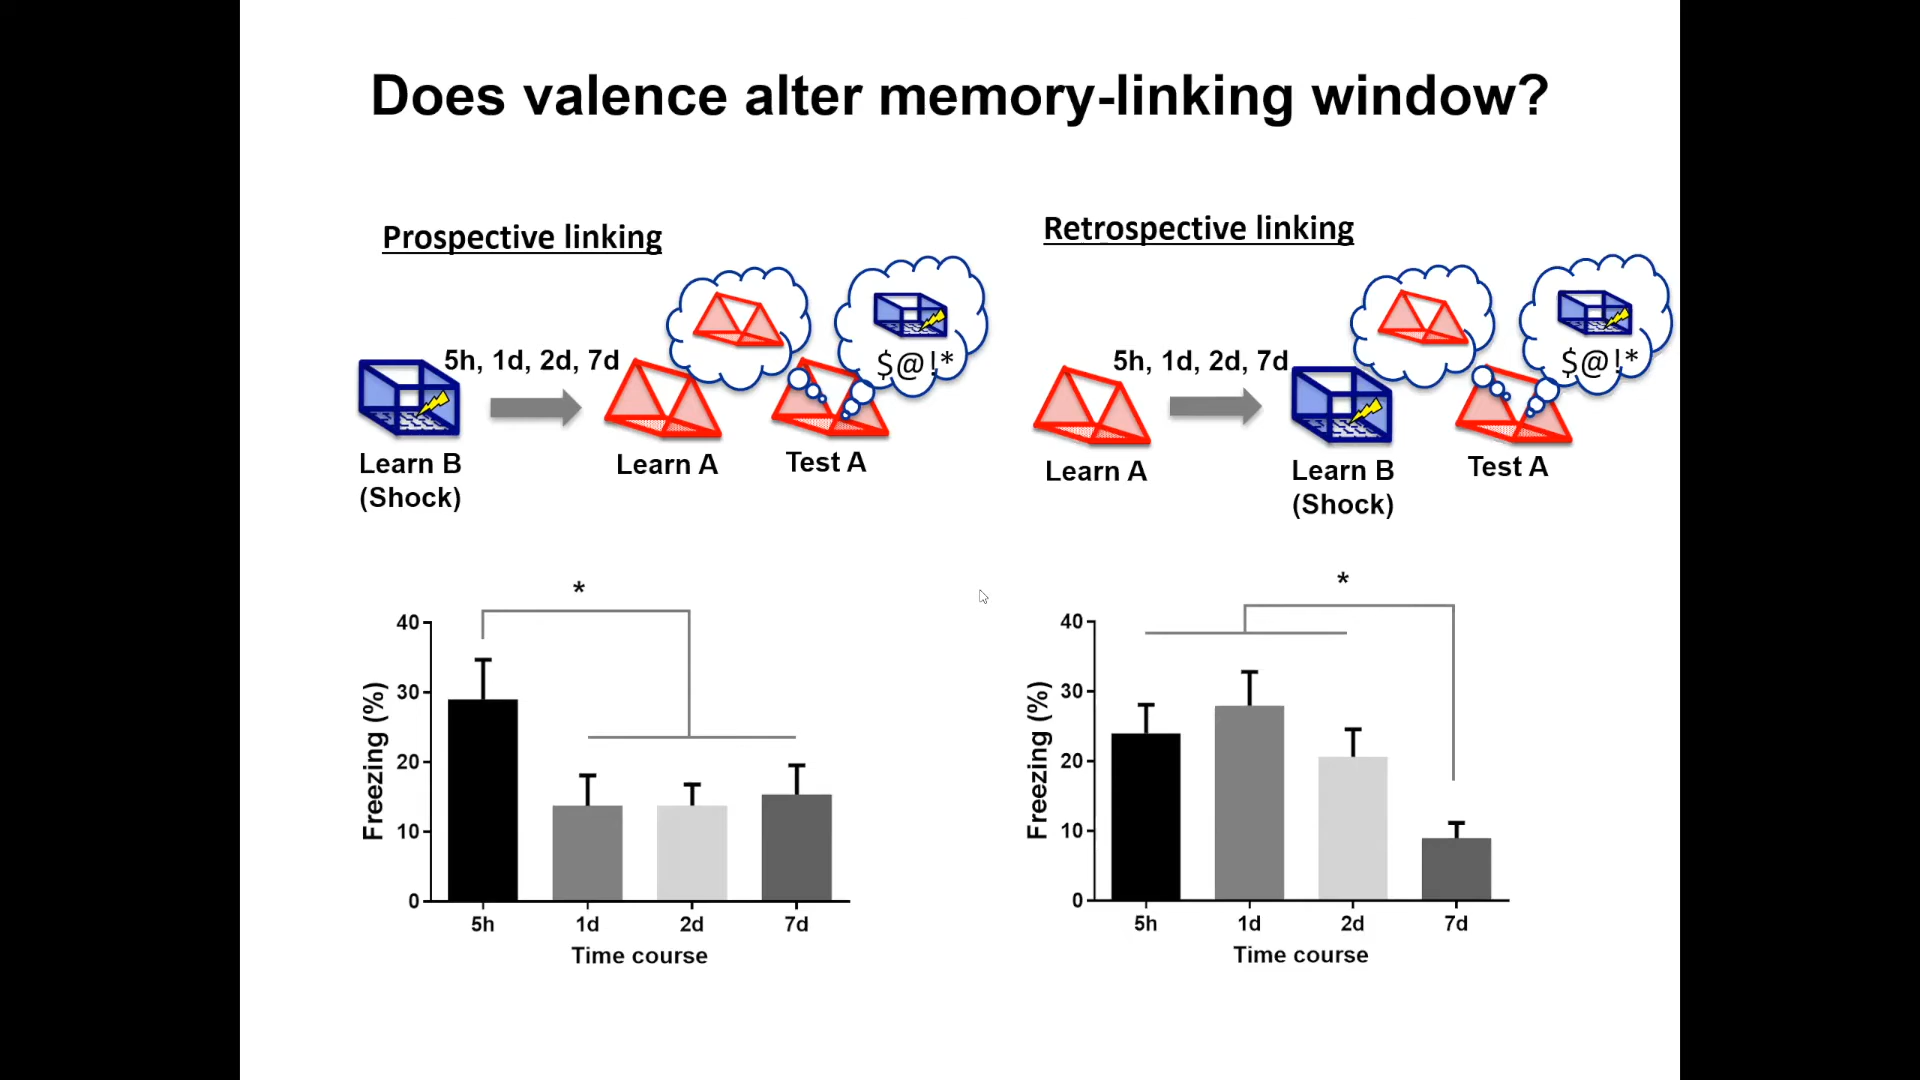 Does valence alter memory-linking window?
Prospective linking
5h, 1d, 2d, 7d
$@!*
Learn B
(Shock)
Learn A
Test A
Retrospective linking
5h, 1d, 2d, 7d
$@!*
Learn A
Learn B
(Shock)
Test A
*
Freezing (%)
40
30
20
10
0
5h 1d 2d 7d
Time course
*
Freezing (%)
40
30
20
10
0
5h 1d 2d 7d
Time course